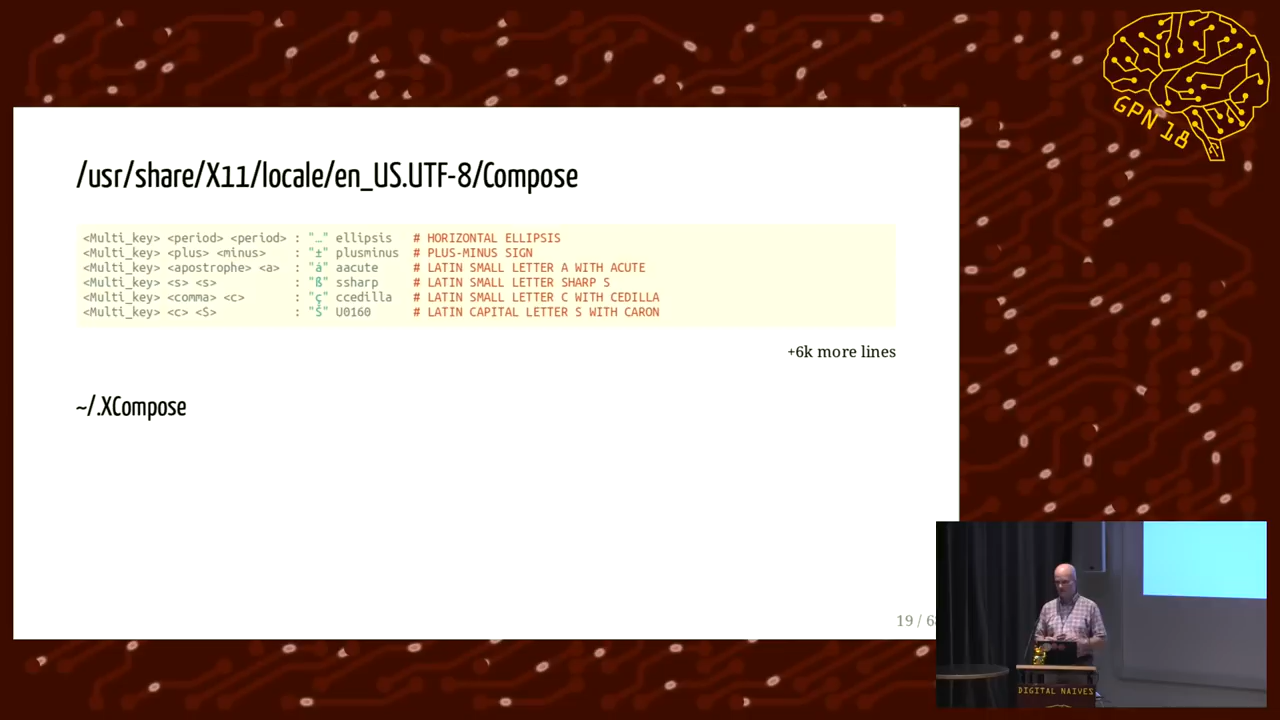 GPN 18
/usr/share/X11/locale/en_US.UTF-8/Compose
<Multi_key> <period> <period> : "…" ellipsis # HORIZONTAL ELLIPSIS
<Multi_key> <plus> <minus> : "±" plusminus # PLUS-MINUS SIGN
<Multi_key> <apostrophe> <a> : "á" aacute # LATIN SMALL LETTER A WITH ACUTE
<Multi_key> <s> <s> : "ß" ssharp # LATIN SMALL LETTER SHARP S
<Multi_key> <comma> <c> : "ç" ccedilla # LATIN SMALL LETTER C WITH CEDILLA
<Multi_key> <c> <S> : "Š" U0160 # LATIN CAPITAL LETTER S WITH CARON
+6k more lines
~/.XCompose
19 /
DIGITAL NAIVES